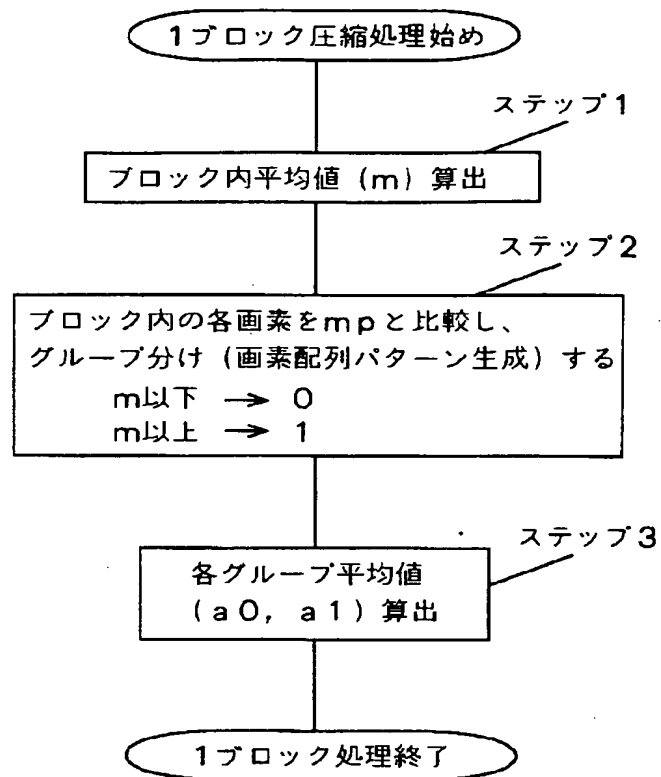 1ブロック圧縮処理始め
ステップ1
ブロック内平均値(m)算出
ステップ2
ブロック内の各画素をmpと比較し、
グループ分け(画素配列パターン生成)する
m以下 → 0
m以上 → 1
ステップ3
各グループ平均値
(a0, a1)算出
1ブロック処理終了